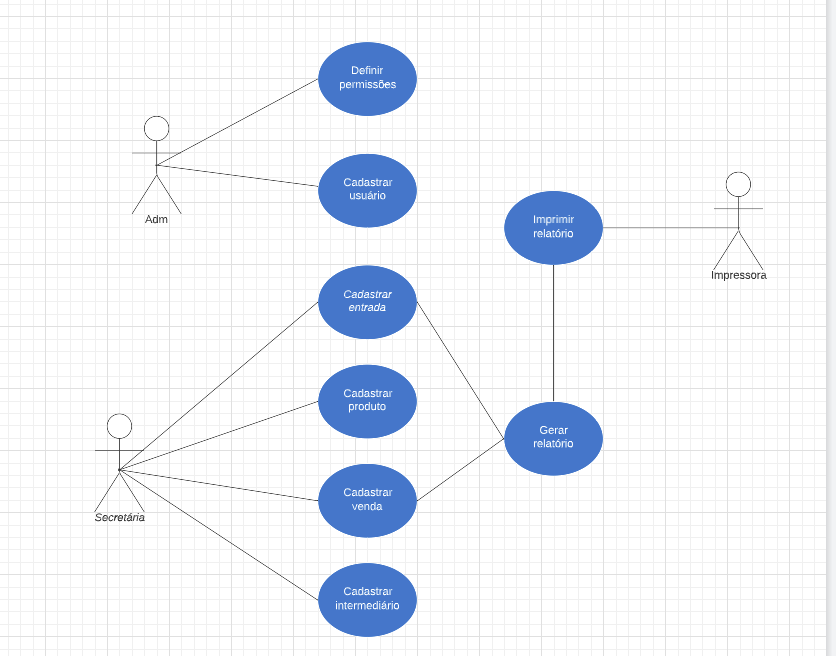 Definir
permissões
Adm
Cadastrar
usuário
Imprimir
relatório
Impressora
Cadastrar
entrada
Cadastrar
produto
Gerar
relatório
Secretária
Cadastrar
venda
Cadastrar
intermediário